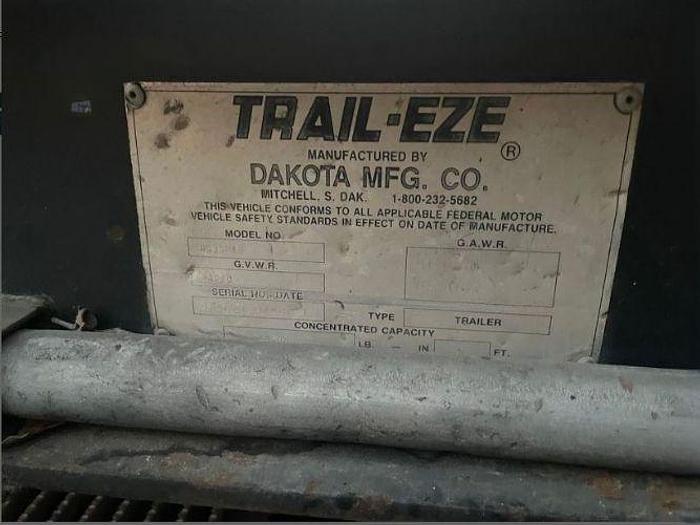 TRAIL-EZE ®
MANUFACTURED BY
DAKOTA MFG. CO.
MITCHELL, S. DAK. 1-800-232-5682
THIS VEHICLE CONFORMS TO ALL APPLICABLE FEDERAL MOTOR
VEHICLE SAFETY STANDARDS IN EFFECT ON DATE OF MANUFACTURE.
MODEL NO. G.A.W.R.
G.V.W.R.
SERIAL NO./DATE
TYPE TRAILER
CONCENTRATED CAPACITY
LB. — IN FT.